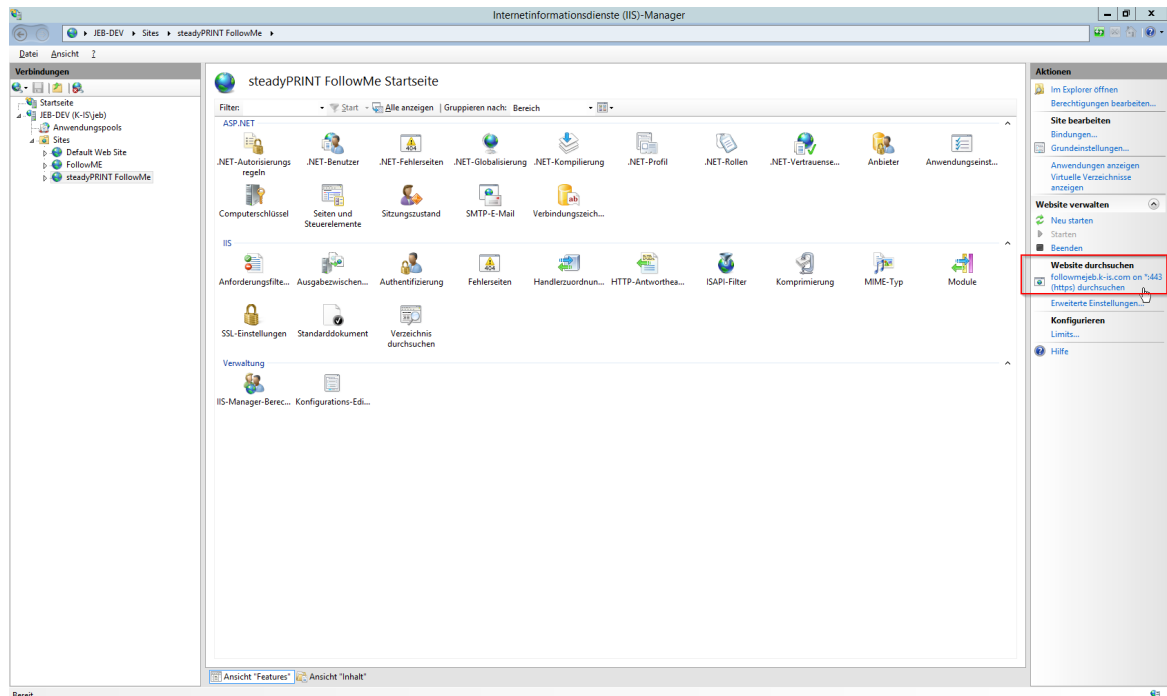 Internetinformationsdienste (IIS)-Manager
JEB-DEV ▸ Sites ▸ steadyPRINT FollowMe ▸
Datei Ansicht ?
Verbindungen
Startseite
JEB-DEV (K-IS\jeb)
Anwendungspools
Sites
Default Web Site
FollowME
steadyPRINT FollowMe
steadyPRINT FollowMe Startseite
Filter: Start Alle anzeigen Gruppieren nach: Bereich
ASP.NET
.NET-Autorisierungs .NET-Benutzer .NET-Fehlerseiten .NET-Globalisierung .NET-Kompilierung .NET-Profil .NET-Rollen .NET-Vertrauense... Anbieter Anwendungseinst...
regeln
Computerschlüssel Seiten und Sitzungszustand SMTP-E-Mail Verbindungszeich...
Steuerelemente
IIS
Anforderungsfilte... Ausgabezwischen... Authentifizierung Fehlerseiten Handlerzuordnun... HTTP-Antworthea... ISAPI-Filter Komprimierung MIME-Typ Module
SSL-Einstellungen Standarddokument Verzeichnis
durchsuchen
Verwaltung
IIS-Manager-Berec... Konfigurations-Edi...
Ansicht "Features" Ansicht "Inhalt"
Aktionen
Im Explorer öffnen
Berechtigungen bearbeiten...
Site bearbeiten
Bindungen...
Grundeinstellungen...
Anwendungen anzeigen
Virtuelle Verzeichnisse
anzeigen
Website verwalten
Neu starten
Starten
Beenden
Website durchsuchen
followmejeb.k-is.com on *:443
(https) durchsuchen
Erweiterte Einstellungen...
Konfigurieren
Limits...
Hilfe
Bereit